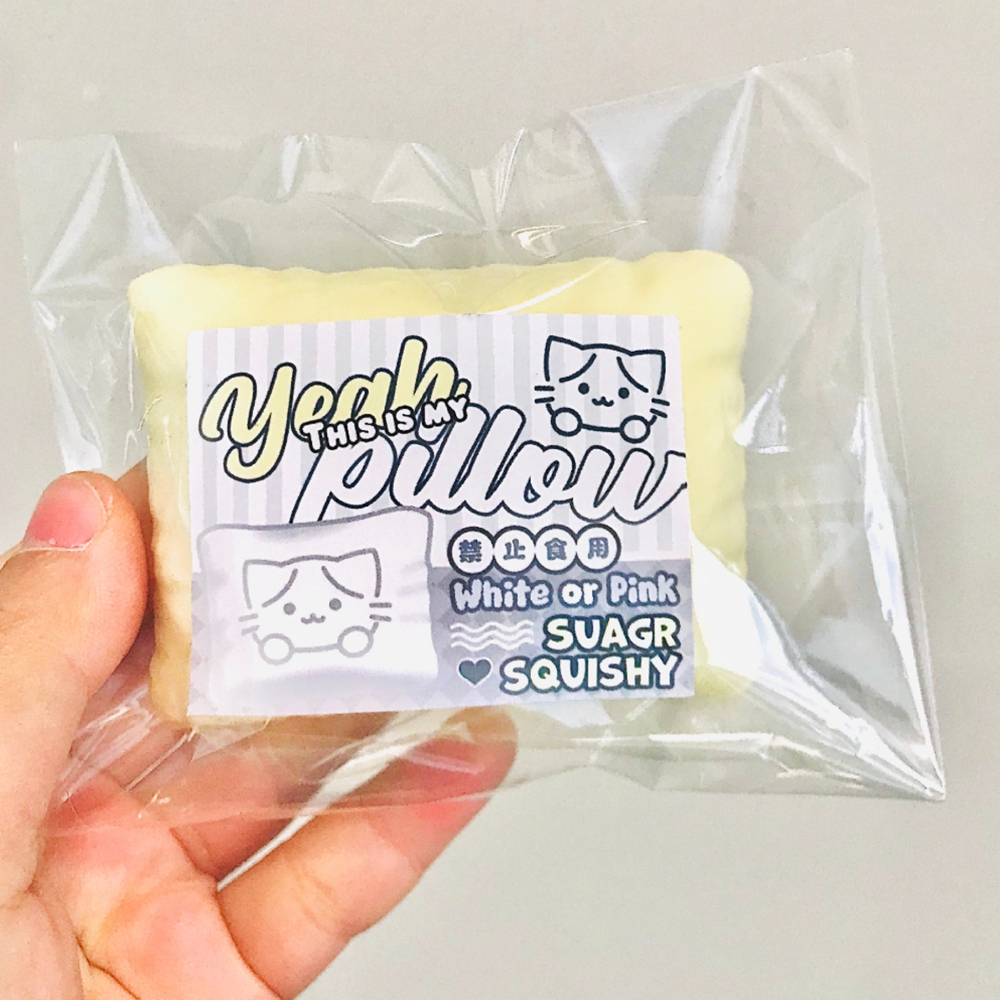 Yeah,
THIS IS MY
pillow
禁止食用
White or Pink
SUAGR
SQUISHY